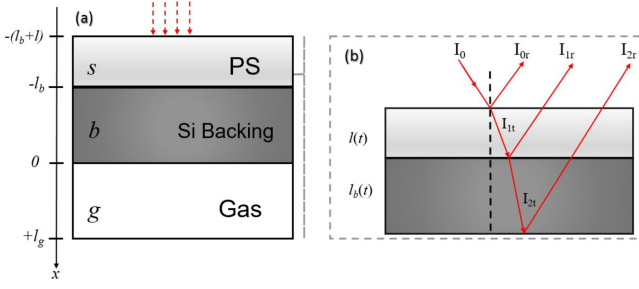 (a)
-(l_b+l)
s PS
-l_b
b Si Backing
0
g Gas
+l_g
x
(b)
I_0 I_0r I_1r I_2r
l(t) I_1t
l_b(t) I_2t